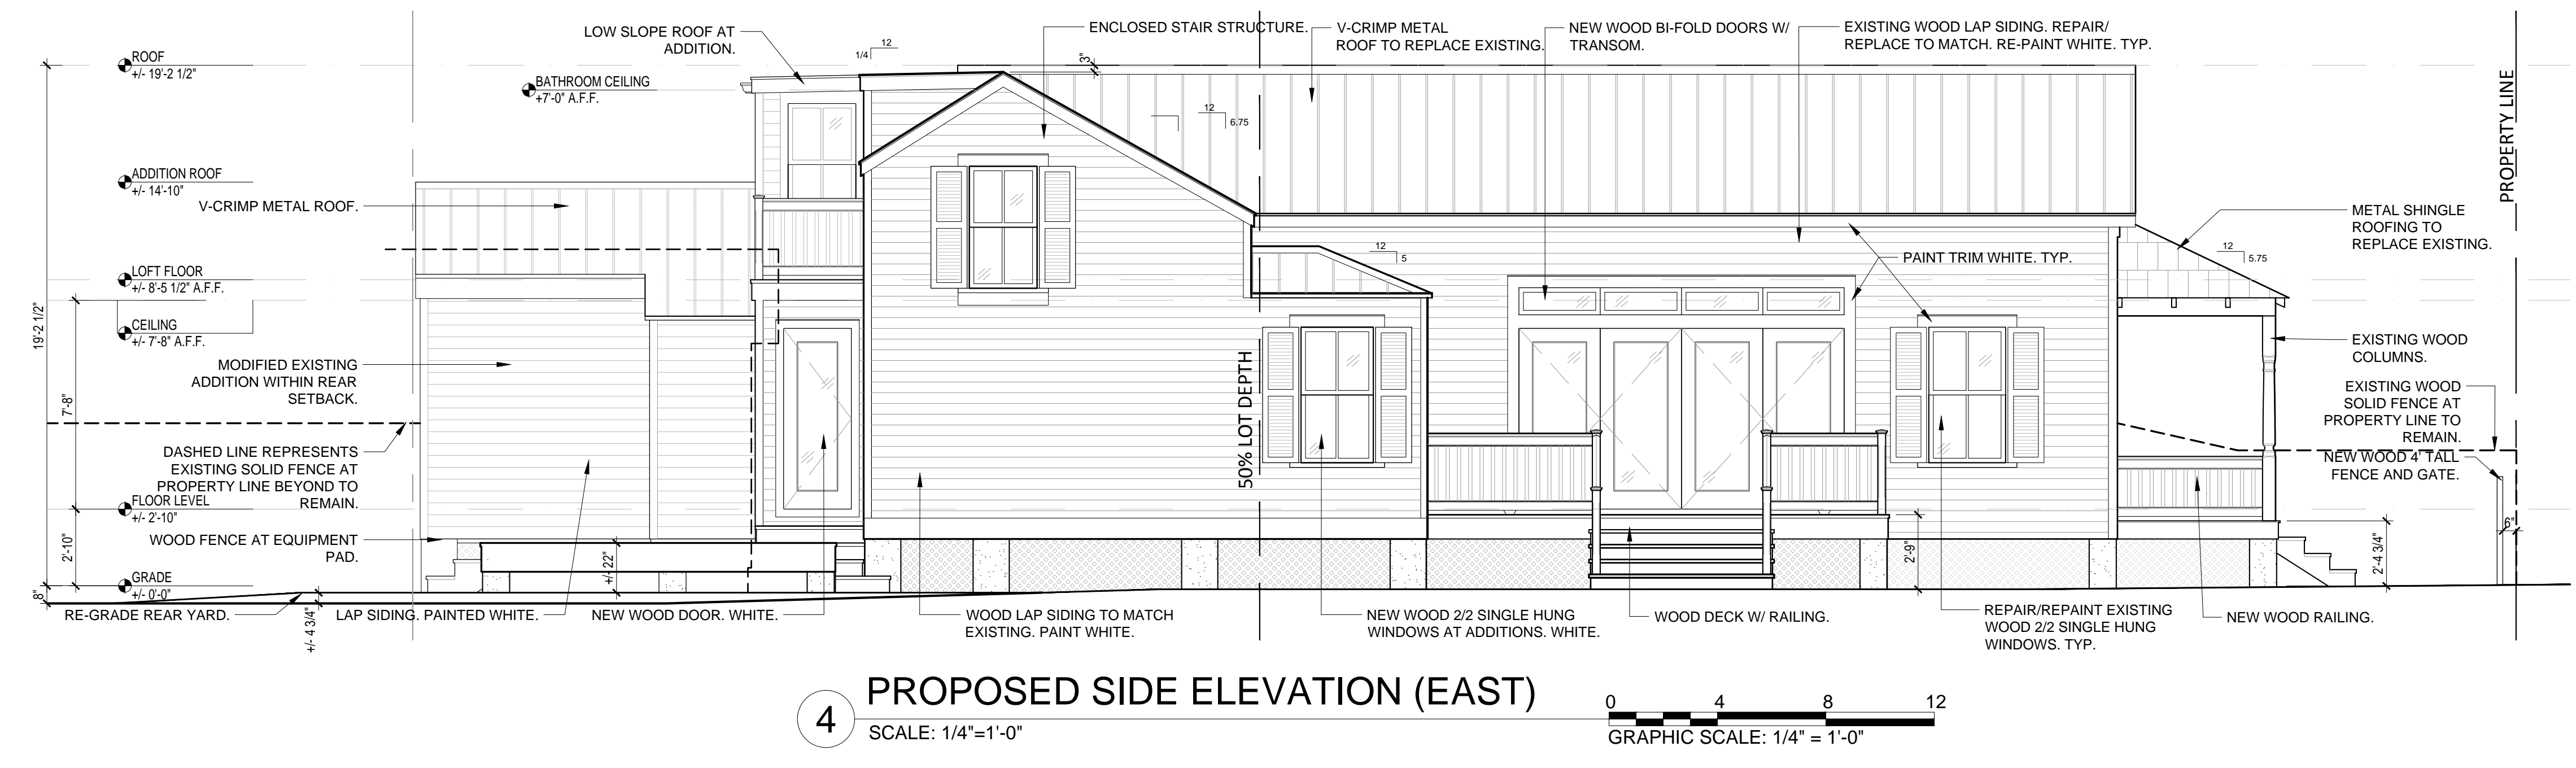 LOW SLOPE ROOF AT
ADDITION.
1/4
12
ENCLOSED STAIR STRUCTURE.
3"
V-CRIMP METAL
ROOF TO REPLACE EXISTING.
NEW WOOD BI-FOLD DOORS W/
TRANSOM.
EXISTING WOOD LAP SIDING. REPAIR/
REPLACE TO MATCH. RE-PAINT WHITE. TYP.
PROPERTY LINE
ROOF
+/- 19'-2 1/2"
BATHROOM CEILING
+7'-0" A.F.F.
12
6.75
ADDITION ROOF
+/- 14'-10"
V-CRIMP METAL ROOF.
METAL SHINGLE
ROOFING TO
REPLACE EXISTING.
12
5
12
5.75
PAINT TRIM WHITE. TYP.
LOFT FLOOR
+/- 8'-5 1/2" A.F.F.
CEILING
+/- 7'-8" A.F.F.
19'-2 1/2"
7'-8"
2'-10"
8"
MODIFIED EXISTING
ADDITION WITHIN REAR
SETBACK.
50% LOT DEPTH
EXISTING WOOD
COLUMNS.
EXISTING WOOD
SOLID FENCE AT
PROPERTY LINE TO
REMAIN.
NEW WOOD 4' TALL
FENCE AND GATE.
DASHED LINE REPRESENTS
EXISTING SOLID FENCE AT
PROPERTY LINE BEYOND TO
REMAIN.
FLOOR LEVEL
+/- 2'-10"
WOOD FENCE AT EQUIPMENT
PAD.
+/- 22"
2'-9"
2'-4 3/4"
6"
GRADE
+/- 0'-0"
RE-GRADE REAR YARD.
+/- 4 3/4"
LAP SIDING. PAINTED WHITE.
NEW WOOD DOOR. WHITE.
WOOD LAP SIDING TO MATCH
EXISTING. PAINT WHITE.
NEW WOOD 2/2 SINGLE HUNG
WINDOWS AT ADDITIONS. WHITE.
WOOD DECK W/ RAILING.
REPAIR/REPAINT EXISTING
WOOD 2/2 SINGLE HUNG
WINDOWS. TYP.
NEW WOOD RAILING.
4
PROPOSED SIDE ELEVATION (EAST)
SCALE: 1/4"=1'-0"
0 4 8 12
GRAPHIC SCALE: 1/4" = 1'-0"